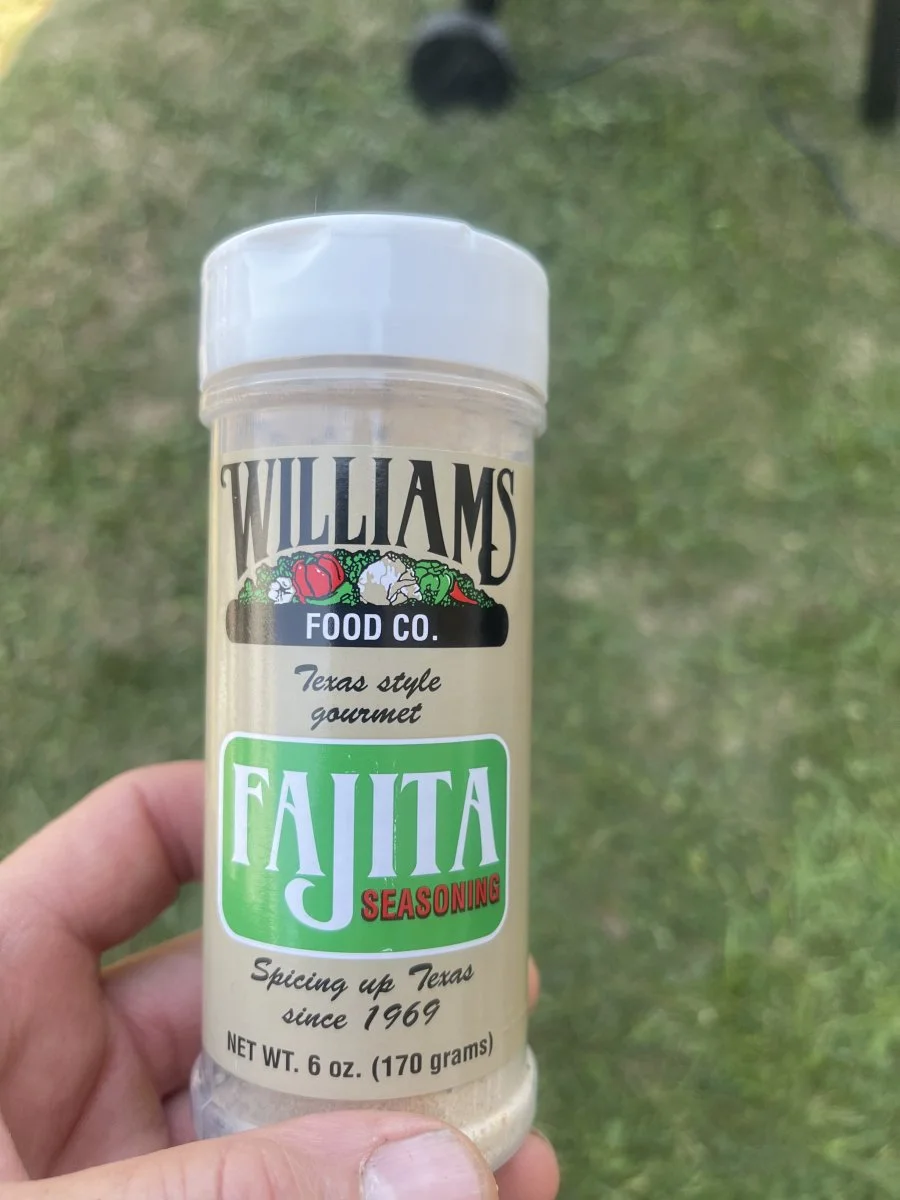 WILLIAMS
FOOD CO.
Texas style
gourmet
FAJITA
SEASONING
Spicing up Texas
since 1969
NET WT. 6 oz. (170 grams)